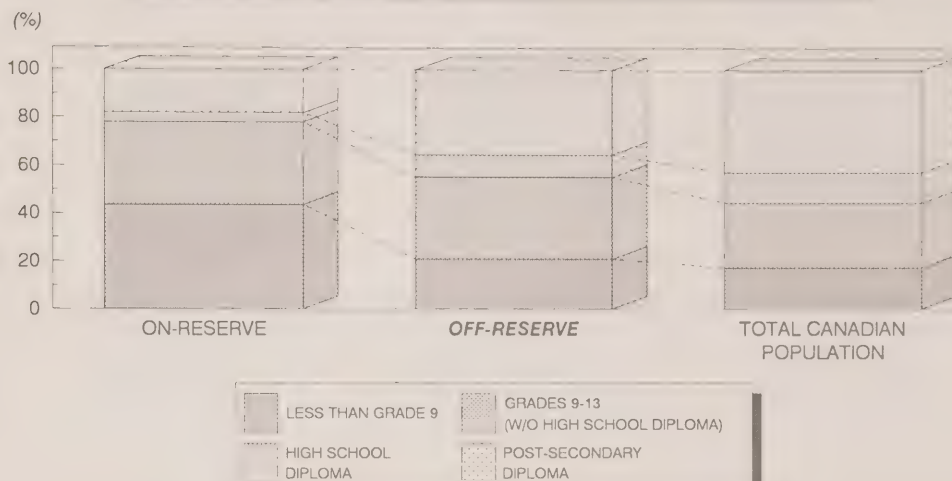 (%)
100
80
60
40
20
0
ON-RESERVE
OFF-RESERVE
TOTAL CANADIAN
POPULATION
LESS THAN GRADE 9
GRADES 9-13
(W/O HIGH SCHOOL DIPLOMA)
HIGH SCHOOL
DIPLOMA
POST-SECONDARY
DIPLOMA